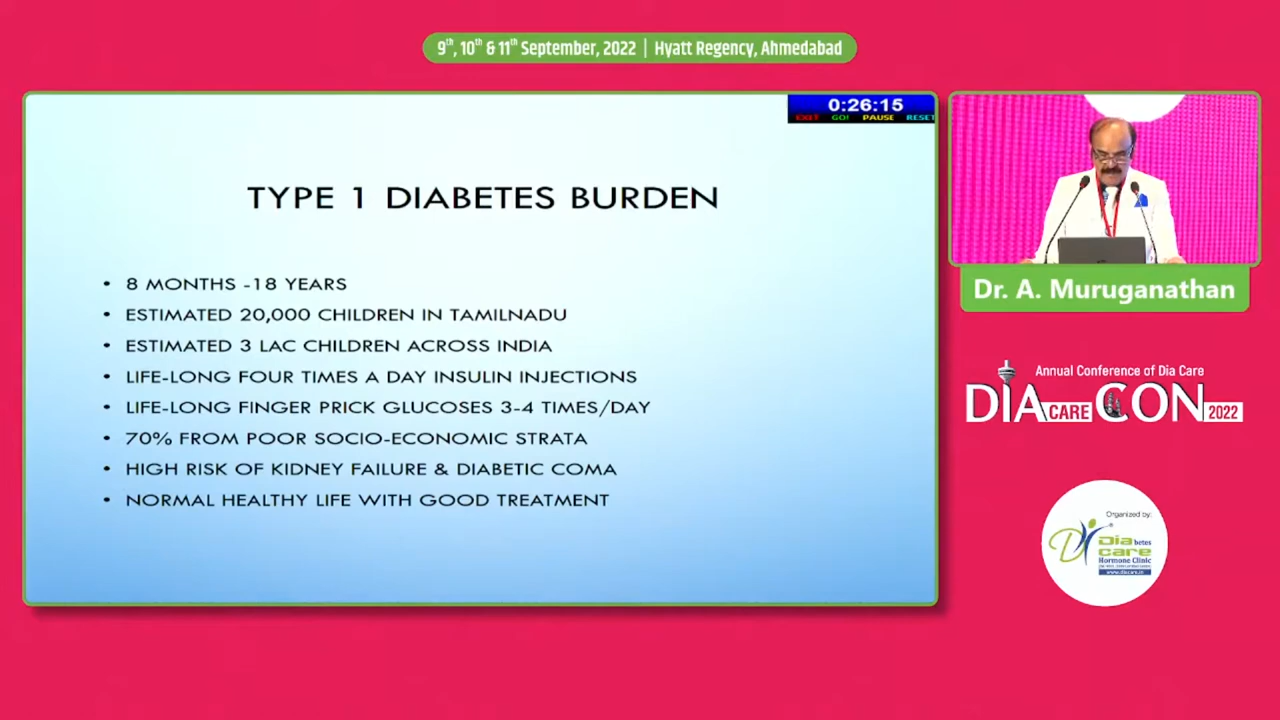 9th, 10th & 11th September, 2022 | Hyatt Regency, Ahmedabad
0:26:15
EXIT GO! PAUSE RESET
TYPE 1 DIABETES BURDEN
• 8 MONTHS -18 YEARS
• ESTIMATED 20,000 CHILDREN IN TAMILNADU
• ESTIMATED 3 LAC CHILDREN ACROSS INDIA
• LIFE-LONG FOUR TIMES A DAY INSULIN INJECTIONS
• LIFE-LONG FINGER PRICK GLUCOSES 3-4 TIMES/DAY
• 70% FROM POOR SOCIO-ECONOMIC STRATA
• HIGH RISK OF KIDNEY FAILURE & DIABETIC COMA
• NORMAL HEALTHY LIFE WITH GOOD TREATMENT
Dr. A. Muruganathan
Annual Conference of Dia Care
DIA CARE CON 2022
Organized by:
Diabetes
care
Hormone Clinic
www.diacare.in